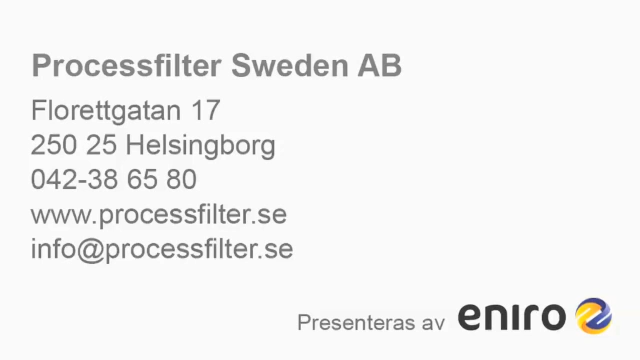 Processfilter Sweden AB
Florettgatan 17
250 25 Helsingborg
042-38 65 80
www.processfilter.se
info@processfilter.se
Presenteras av eniro